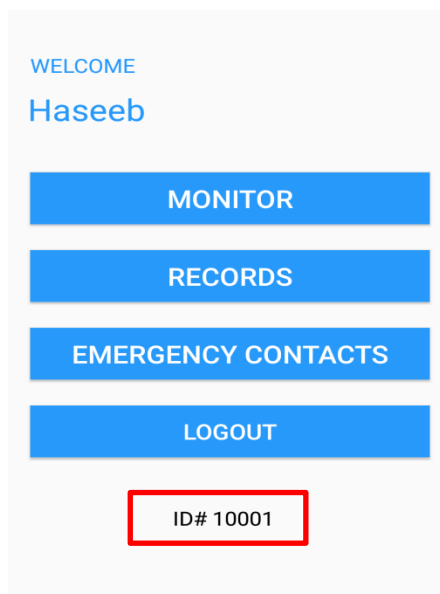 WELCOME
Haseeb
MONITOR
RECORDS
EMERGENCY CONTACTS
LOGOUT
ID# 10001